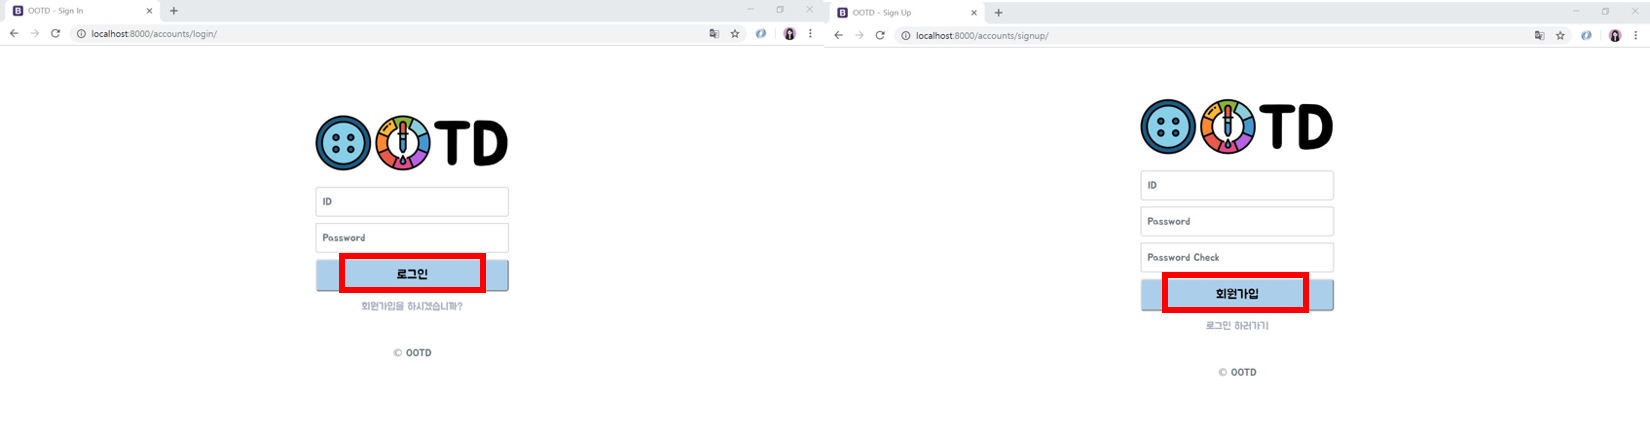 OOTD - Sign In
localhost:8000/accounts/login/
OOTD
ID
Password
로그인
회원가입을 하시겠습니까?
© OOTD
OOTD - Sign Up
localhost:8000/accounts/signup/
OOTD
ID
Password
Password Check
회원가입
로그인 하러가기
© OOTD